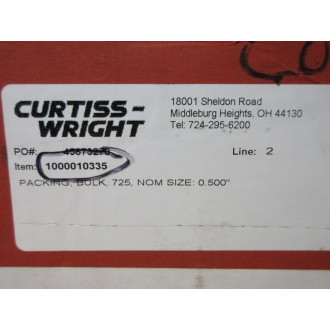 CURTISS-
WRIGHT
18001 Sheldon Road
Middleburg Heights, OH 44130
Tel: 724-295-6200
PO#: 45673270
Line: 2
Item: 1000010335
PACKING, BULK, 725, NOM SIZE: 0.500"